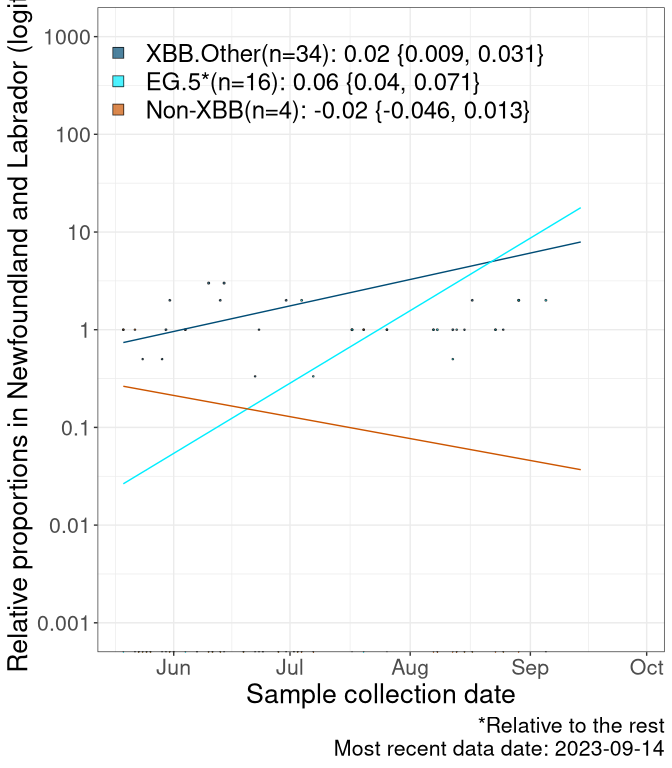 Relative proportions in Newfoundland and Labrador
1000
100
10
1
0.1
0.01
0.001
XBB.Other(n=34): 0.02 {0.009, 0.031}
EG.5*(n=16): 0.06 {0.04, 0.071}
Non-XBB(n=4): -0.02 {-0.046, 0.013}
Jun Jul Aug Sep Oct
Sample collection date
*Relative to the rest
Most recent data date: 2023-09-14